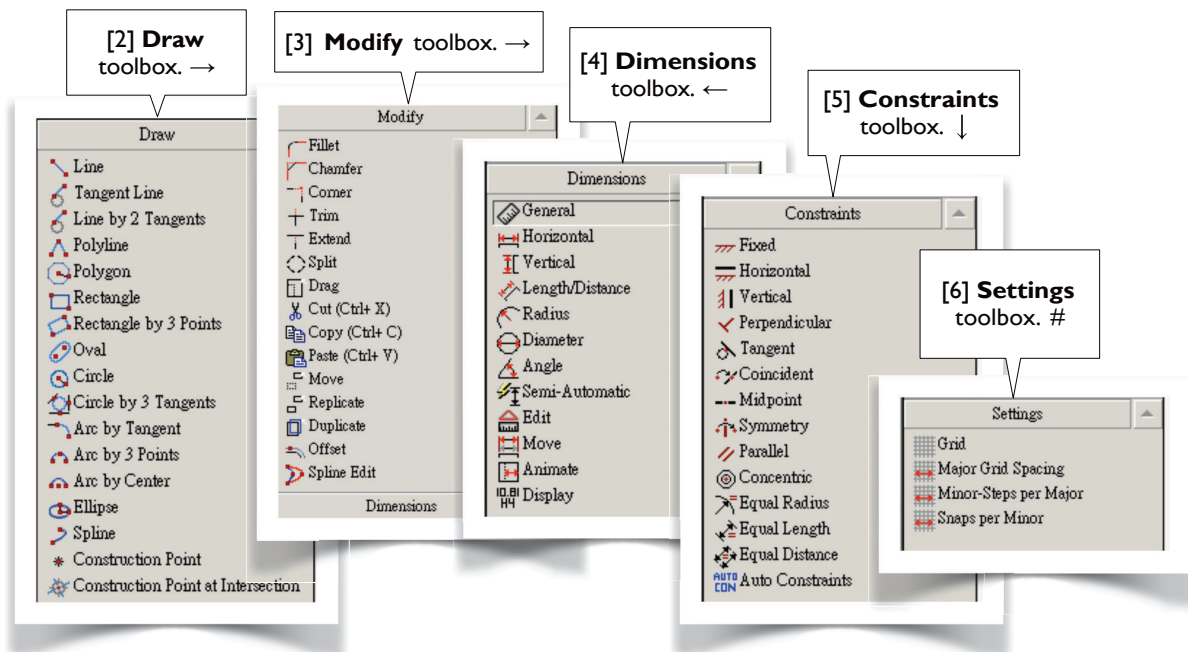 [2] Draw
toolbox. →
Draw
Line
Tangent Line
Line by 2 Tangents
Polyline
Polygon
Rectangle
Rectangle by 3 Points
Oval
Circle
Circle by 3 Tangents
Arc by Tangent
Arc by 3 Points
Arc by Center
Ellipse
Spline
Construction Point
Construction Point at Intersection
[3] Modify toolbox. →
Modify
Fillet
Chamfer
Corner
Trim
Extend
Split
Drag
Cut (Ctrl+ X)
Copy (Ctrl+ C)
Paste (Ctrl+ V)
Move
Replicate
Duplicate
Offset
Spline Edit
Dimensions
[4] Dimensions
toolbox. ←
Dimensions
General
Horizontal
Vertical
Length/Distance
Radius
Diameter
Angle
Semi-Automatic
Edit
Move
Animate
10.81
H4
Display
[5] Constraints
toolbox. ↓
Constraints
Fixed
Horizontal
Vertical
Perpendicular
Tangent
Coincident
Midpoint
Symmetry
Parallel
Concentric
Equal Radius
Equal Length
Equal Distance
AUTO
CON
Auto Constraints
[6] Settings
toolbox. #
Settings
Grid
Major Grid Spacing
Minor-Steps per Major
Snaps per Minor